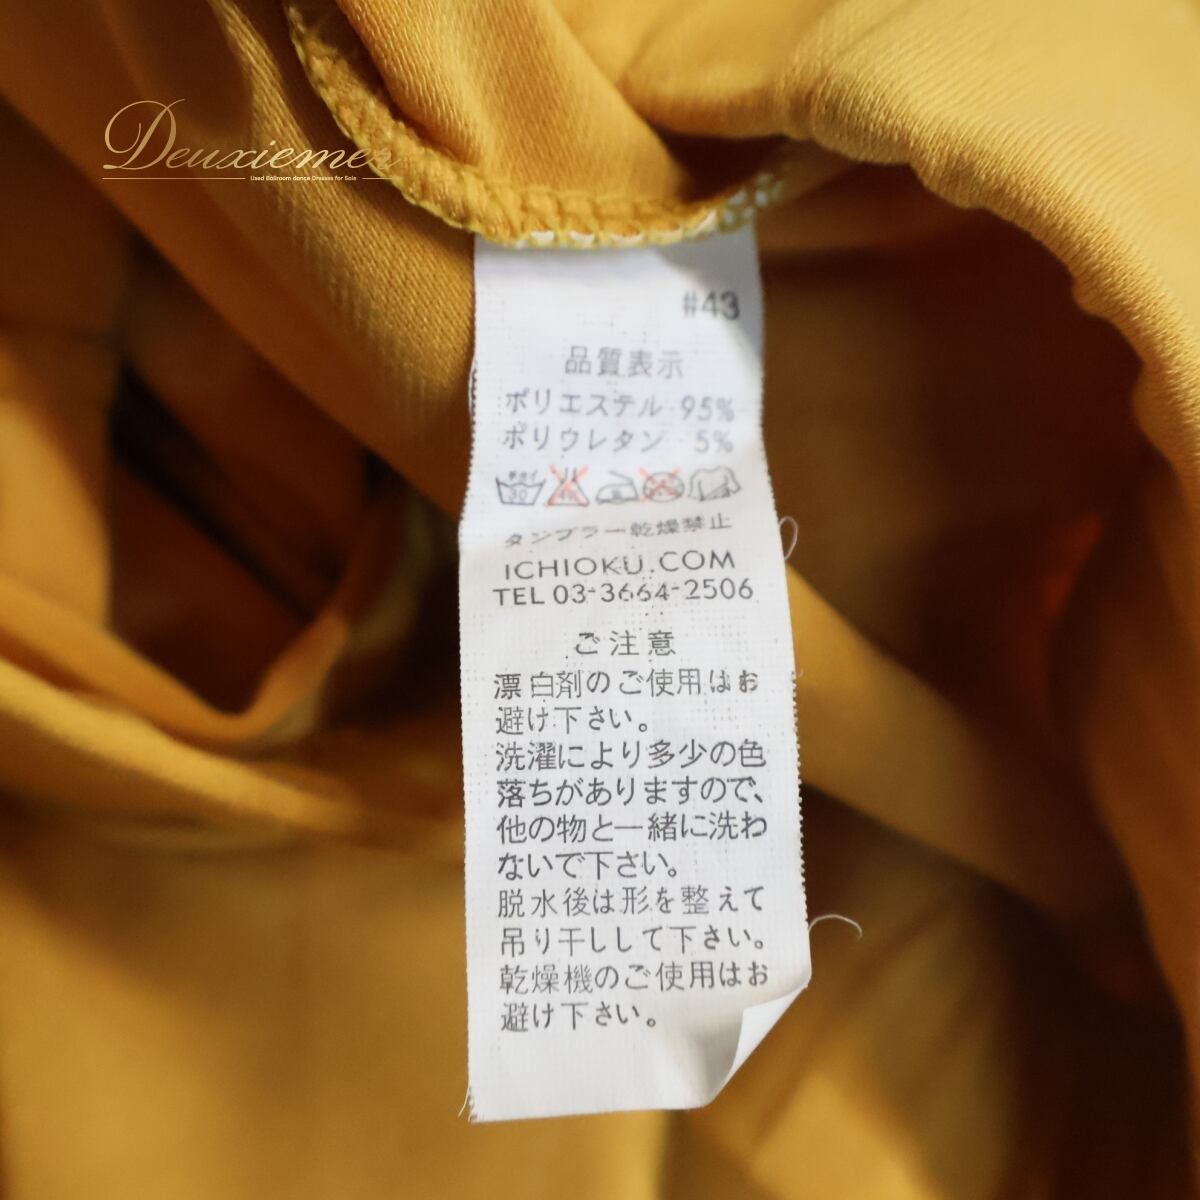 Deuxiemes
Used Ballroom dance Dresses for Sale
#43
品質表示
ポリエステル 95%
ポリウレタン 5%
30
タンブラー乾燥禁止
ICHIOKU.COM
TEL 03-3664-2506
ご注意
漂白剤のご使用はお
避け下さい。
洗濯により多少の色
落ちがありますので、
他の物と一緒に洗わ
ないで下さい。
脱水後は形を整えて
吊り干しして下さい。
乾燥機のご使用はお
避け下さい。